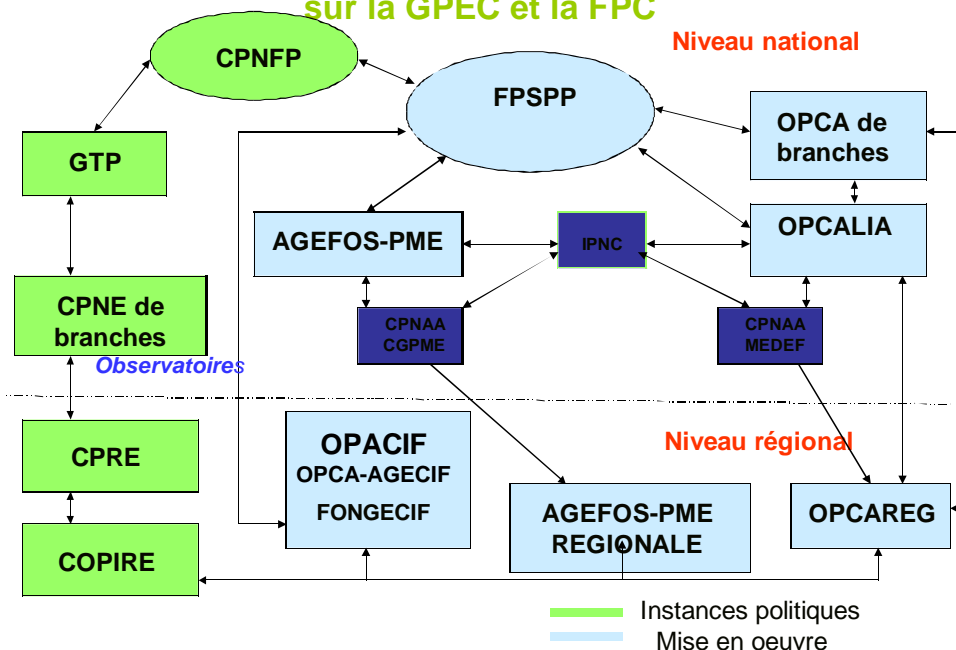 sur la GPEC et la FPC
Niveau national
CPNFP
FPSPP
OPCA de
branches
GTP
AGEFOS-PME
IPNC
OPCALIA
CPNE de
branches
CPNAA
CGPME
CPNAA
MEDEF
Observatoires
CPRE
OPACIF
OPCA-AGECIF
FONGECIF
Niveau régional
AGEFOS-PME
REGIONALE
OPCAREG
COPIRE
Instances politiques
Mise en oeuvre